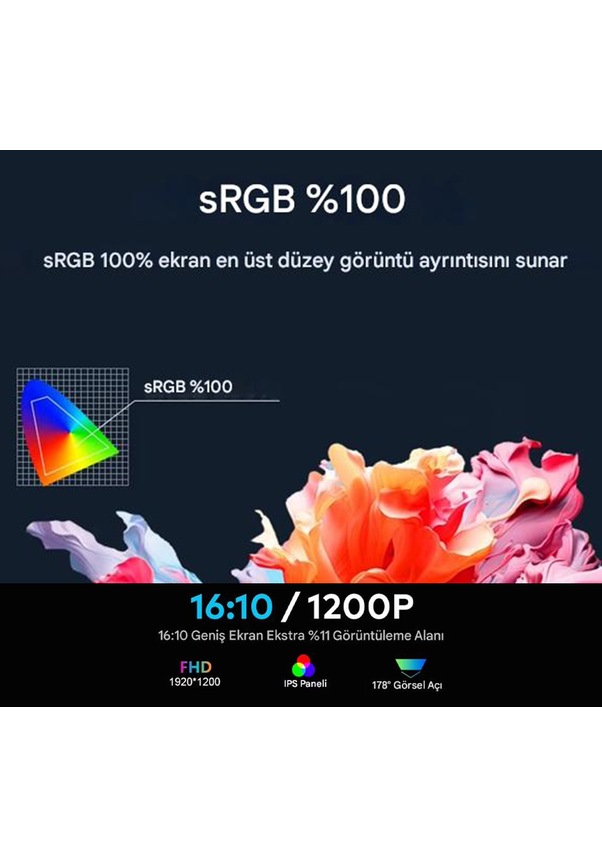 sRGB %100
sRGB 100% ekran en üst düzey görüntü ayrıntısını sunar
sRGB %100
16:10 / 1200P
16:10 Geniş Ekran Ekstra %11 Görüntüleme Alanı
FHD
1920*1200
IPS Paneli
178° Görsel Açı